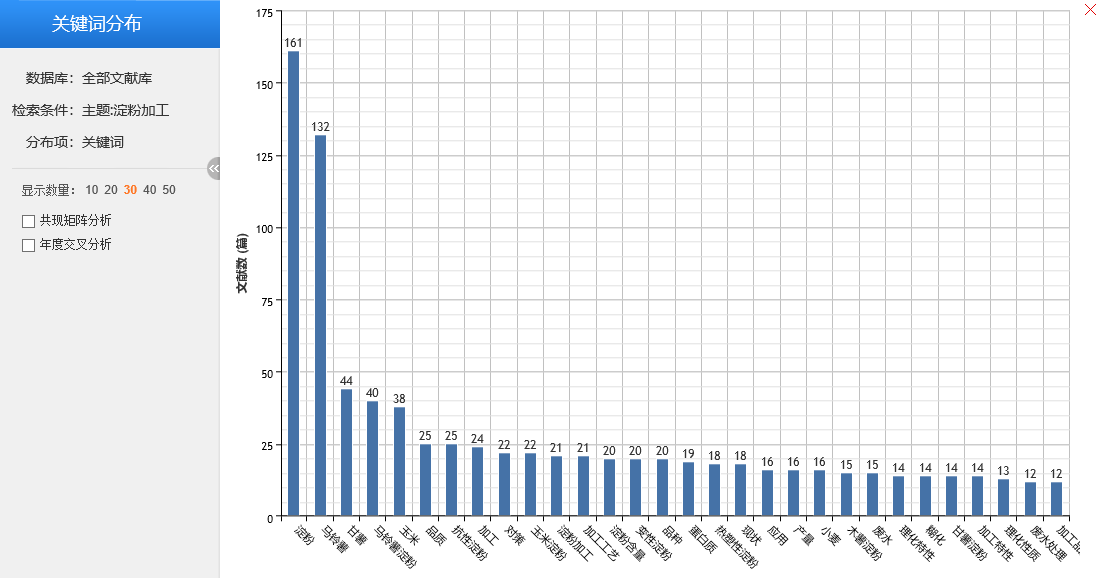 关键词分布
数据库：全部文献库
检索条件：主题:淀粉加工
分布项：关键词
显示数量： 10 20 30 40 50
共现矩阵分析
年度交叉分析
文献数 (篇)
175
150
125
100
75
50
25
0
161
132
44
40
38
25
25
24
22
22
21
21
20
20
20
19
18
18
16
16
16
15
15
14
14
14
14
13
12
12
淀粉
马铃薯
甘薯
马铃薯淀粉
玉米
品质
抗性淀粉
加工
对策
玉米淀粉
淀粉加工
加工工艺
淀粉含量
变性淀粉
品种
蛋白质
热塑性淀粉
现状
应用
产量
小麦
木薯淀粉
废水
理化特性
糊化
甘薯淀粉
加工特性
理化性质
废水处理
加工品